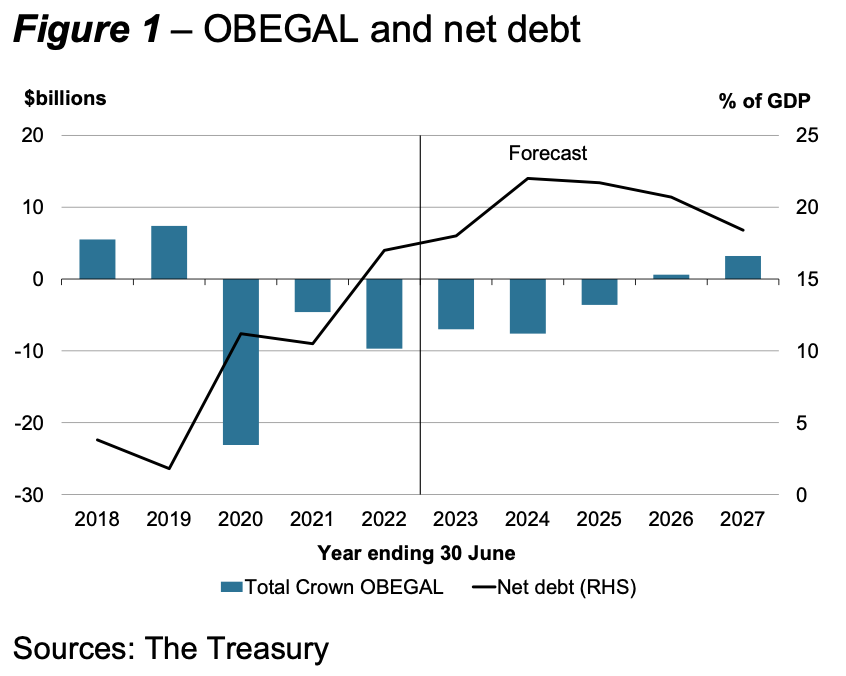 Figure 1 – OBEGAL and net debt
$billions
% of GDP
20
10
0
-10
-20
-30
25
20
15
10
5
0
Forecast
2018 2019 2020 2021 2022 2023 2024 2025 2026 2027
Year ending 30 June
Total Crown OBEGAL Net debt (RHS)
Sources: The Treasury